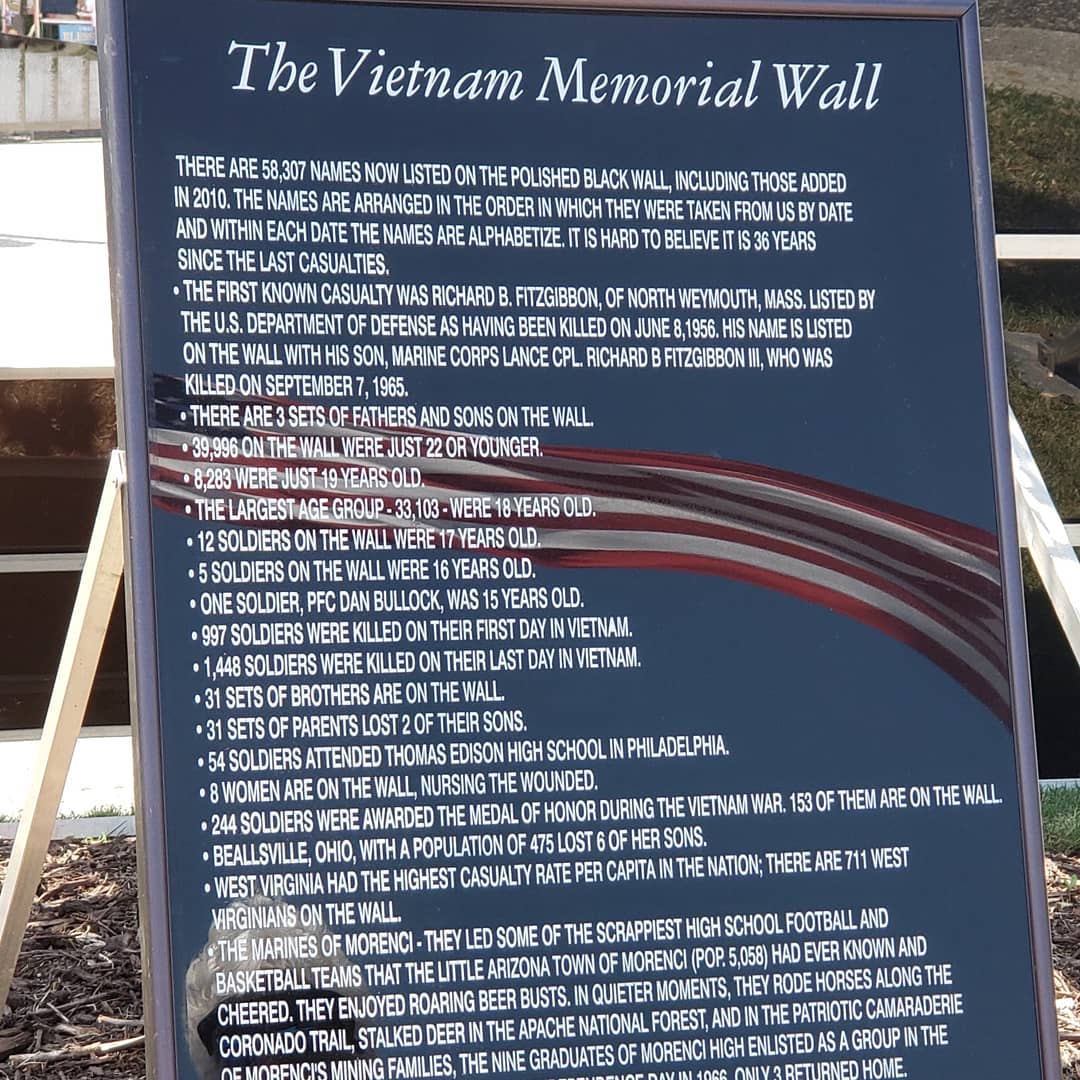 The Vietnam Memorial Wall
THERE ARE 58,307 NAMES NOW LISTED ON THE POLISHED BLACK WALL, INCLUDING THOSE ADDED
IN 2010. THE NAMES ARE ARRANGED IN THE ORDER IN WHICH THEY WERE TAKEN FROM US BY DATE
AND WITHIN EACH DATE THE NAMES ARE ALPHABETIZE. IT IS HARD TO BELIEVE IT IS 36 YEARS
SINCE THE LAST CASUALTIES.
• THE FIRST KNOWN CASUALTY WAS RICHARD B. FITZGIBBON, OF NORTH WEYMOUTH, MASS. LISTED BY
THE U.S. DEPARTMENT OF DEFENSE AS HAVING BEEN KILLED ON JUNE 8,1956. HIS NAME IS LISTED
ON THE WALL WITH HIS SON, MARINE CORPS LANCE CPL. RICHARD B FITZGIBBON III, WHO WAS
KILLED ON SEPTEMBER 7, 1965.
• THERE ARE 3 SETS OF FATHERS AND SONS ON THE WALL.
• 39,996 ON THE WALL WERE JUST 22 OR YOUNGER.
• 8,283 WERE JUST 19 YEARS OLD.
• THE LARGEST AGE GROUP - 33,103 - WERE 18 YEARS OLD.
• 12 SOLDIERS ON THE WALL WERE 17 YEARS OLD.
• 5 SOLDIERS ON THE WALL WERE 16 YEARS OLD.
• ONE SOLDIER, PFC DAN BULLOCK, WAS 15 YEARS OLD.
• 997 SOLDIERS WERE KILLED ON THEIR FIRST DAY IN VIETNAM.
• 1,448 SOLDIERS WERE KILLED ON THEIR LAST DAY IN VIETNAM.
• 31 SETS OF BROTHERS ARE ON THE WALL.
• 31 SETS OF PARENTS LOST 2 OF THEIR SONS.
• 54 SOLDIERS ATTENDED THOMAS EDISON HIGH SCHOOL IN PHILADELPHIA.
• 8 WOMEN ARE ON THE WALL, NURSING THE WOUNDED.
• 244 SOLDIERS WERE AWARDED THE MEDAL OF HONOR DURING THE VIETNAM WAR. 153 OF THEM ARE ON THE WALL.
• BEALLSVILLE, OHIO, WITH A POPULATION OF 475 LOST 6 OF HER SONS.
• WEST VIRGINIA HAD THE HIGHEST CASUALTY RATE PER CAPITA IN THE NATION; THERE ARE 711 WEST
VIRGINIANS ON THE WALL.
• THE MARINES OF MORENCI - THEY LED SOME OF THE SCRAPPIEST HIGH SCHOOL FOOTBALL AND
BASKETBALL TEAMS THAT THE LITTLE ARIZONA TOWN OF MORENCI (POP. 5,058) HAD EVER KNOWN AND
CHEERED. THEY ENJOYED ROARING BEER BUSTS. IN QUIETER MOMENTS, THEY RODE HORSES ALONG THE
CORONADO TRAIL, STALKED DEER IN THE APACHE NATIONAL FOREST, AND IN THE PATRIOTIC CAMARADERIE
OF MORENCI'S MINING FAMILIES, THE NINE GRADUATES OF MORENCI HIGH ENLISTED AS A GROUP IN THE
DAY IN 1966. ONLY 3 RETURNED HOME.